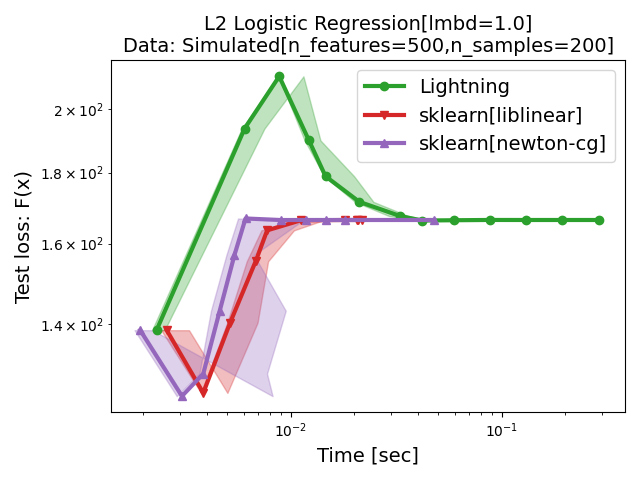 L2 Logistic Regression[lmbd=1.0]
Data: Simulated[n_features=500,n_samples=200]
Lightning
sklearn[liblinear]
sklearn[newton-cg]
Test loss: F(x)
2 × 10²
1.8 × 10²
1.6 × 10²
1.4 × 10²
10⁻²
10⁻¹
Time [sec]